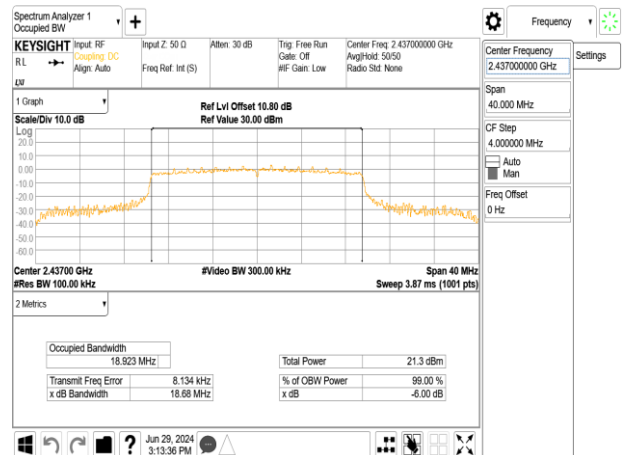 Spectrum Analyzer 1
Occupied BW
Frequency
KEYSIGHT
Input: RF
Input Z: 50 Ω
Atten: 30 dB
Trig: Free Run
Center Freq: 2.437000000 GHz
R L
Coupling: DC
Gate: Off
Avg|Hold: 50/50
Align: Auto
Freq Ref: Int (S)
#IF Gain: Low
Radio Std: None
LXI
Center Frequency
2.437000000 GHz
Settings
Span
40.000 MHz
CF Step
4.000000 MHz
Auto
Man
Freq Offset
0 Hz
1 Graph
Ref Lvl Offset 10.80 dB
Scale/Div 10.0 dB
Ref Value 30.00 dBm
Log
20.0
10.0
0.00
-10.0
-20.0
-30.0
-40.0
-50.0
-60.0
Center 2.43700 GHz
#Video BW 300.00 kHz
Span 40 MHz
#Res BW 100.00 kHz
Sweep 3.87 ms (1001 pts)
2 Metrics
Occupied Bandwidth
18.923 MHz
Total Power
21.3 dBm
Transmit Freq Error
8.134 kHz
% of OBW Power
99.00 %
x dB Bandwidth
18.68 MHz
x dB
-6.00 dB
?
Jun 29, 2024
3:13:36 PM